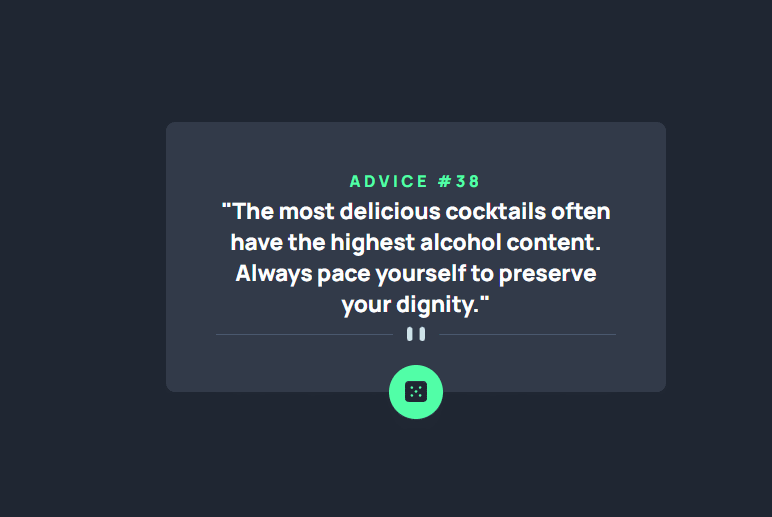 ADVICE #38
"The most delicious cocktails often
have the highest alcohol content.
Always pace yourself to preserve
your dignity."